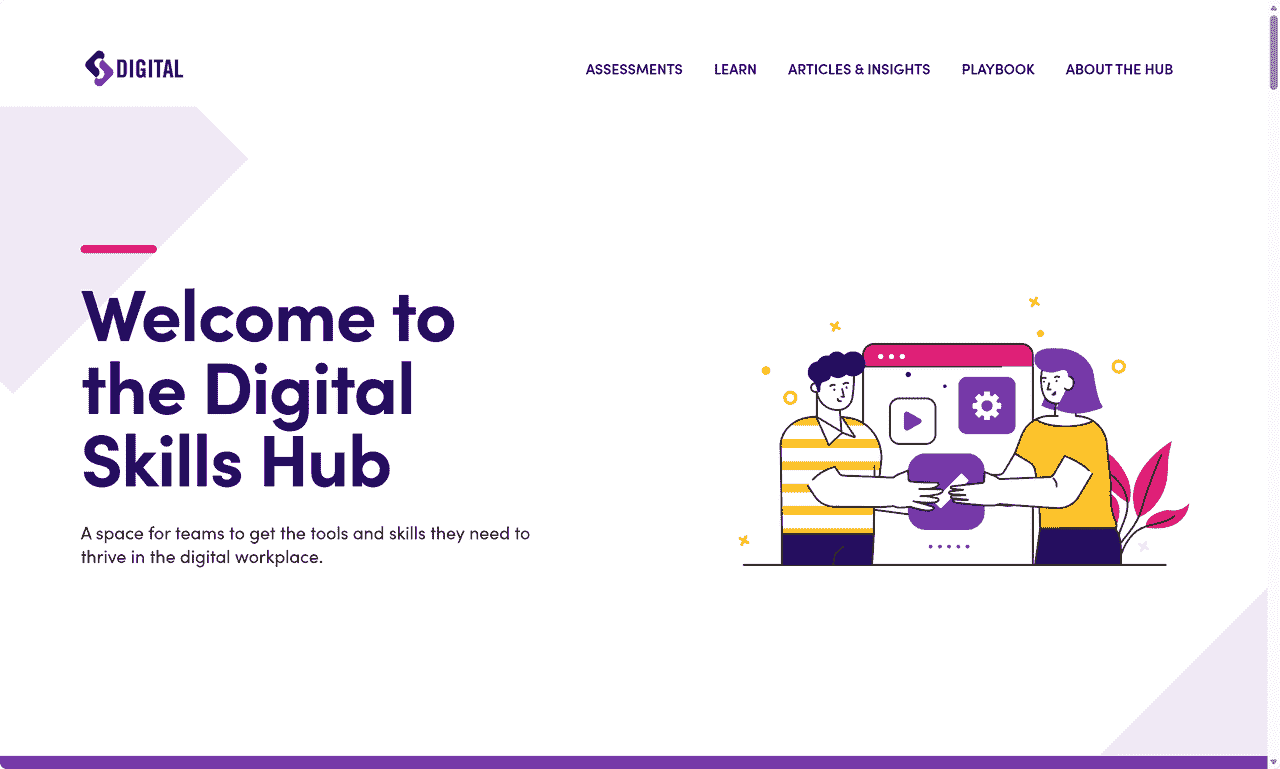 DIGITAL
ASSESSMENTS LEARN ARTICLES & INSIGHTS PLAYBOOK ABOUT THE HUB
Welcome to
the Digital
Skills Hub
A space for teams to get the tools and skills they need to
thrive in the digital workplace.